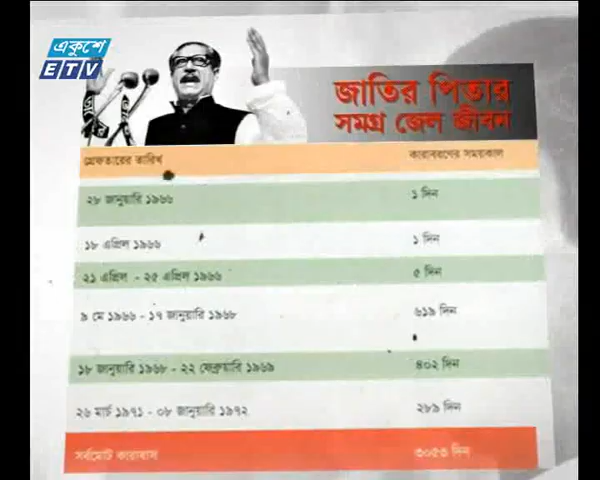 একুশে
ETV
জাতির পিতার
সমগ্র জেল জীবন
গ্রেফতারের তারিখ কারাবরণের সময়কাল
২৮ জানুয়ারি ১৯৬৬ ১ দিন
১৮ এপ্রিল ১৯৬৬ ১ দিন
২১ এপ্রিল - ২৫ এপ্রিল ১৯৬৬ ৫ দিন
৯ মে ১৯৬৬ - ১৭ জানুয়ারি ১৯৬৮ ৬১৯ দিন
১৮ জানুয়ারি ১৯৬৮ - ২২ ফেব্রুয়ারি ১৯৬৯ ৪০২ দিন
২৬ মার্চ ১৯৭১ - ০৮ জানুয়ারি ১৯৭২ ২৮৯ দিন
সর্বমোট কারাবাস ৩০৫৩ দিন